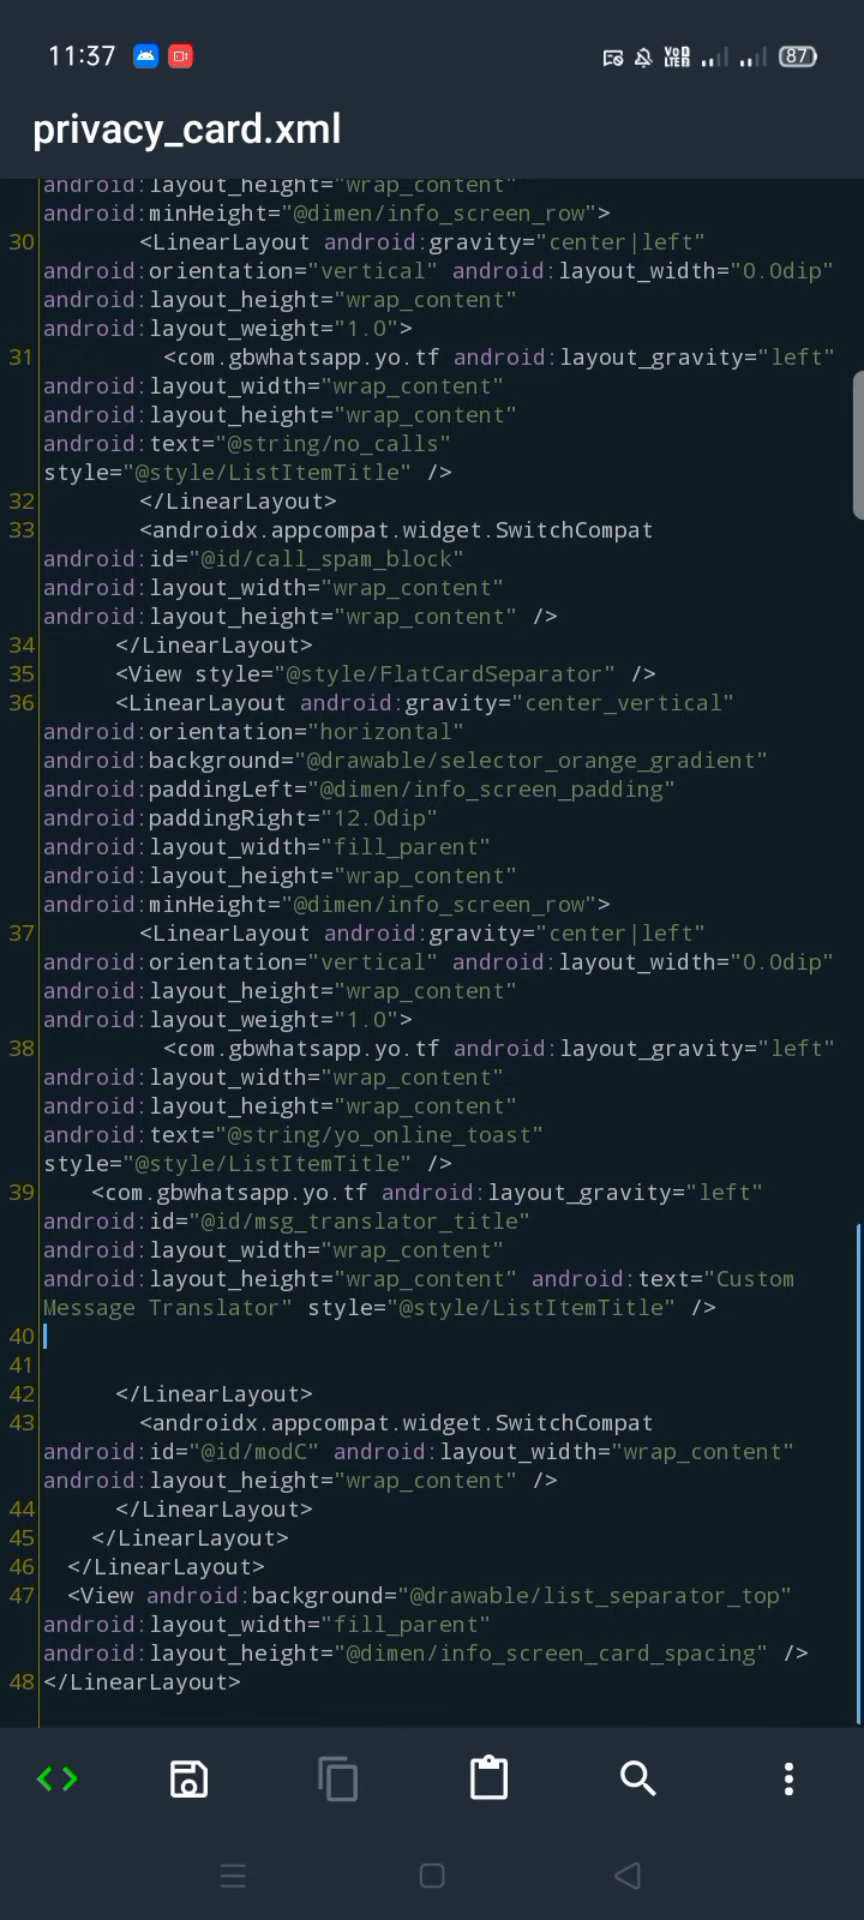 11:37 VoD LTE2 87
privacy_card.xml
android:layout_height="wrap_content"
android:minHeight="@dimen/info_screen_row">
30 <LinearLayout android:gravity="center|left"
android:orientation="vertical" android:layout_width="0.0dip"
android:layout_height="wrap_content"
android:layout_weight="1.0">
31 <com.gbwhatsapp.yo.tf android:layout_gravity="left"
android:layout_width="wrap_content"
android:layout_height="wrap_content"
android:text="@string/no_calls"
style="@style/ListItemTitle" />
32 </LinearLayout>
33 <androidx.appcompat.widget.SwitchCompat
android:id="@id/call_spam_block"
android:layout_width="wrap_content"
android:layout_height="wrap_content" />
34 </LinearLayout>
35 <View style="@style/FlatCardSeparator" />
36 <LinearLayout android:gravity="center_vertical"
android:orientation="horizontal"
android:background="@drawable/selector_orange_gradient"
android:paddingLeft="@dimen/info_screen_padding"
android:paddingRight="12.0dip"
android:layout_width="fill_parent"
android:layout_height="wrap_content"
android:minHeight="@dimen/info_screen_row">
37 <LinearLayout android:gravity="center|left"
android:orientation="vertical" android:layout_width="0.0dip"
android:layout_height="wrap_content"
android:layout_weight="1.0">
38 <com.gbwhatsapp.yo.tf android:layout_gravity="left"
android:layout_width="wrap_content"
android:layout_height="wrap_content"
android:text="@string/yo_online_toast"
style="@style/ListItemTitle" />
39 <com.gbwhatsapp.yo.tf android:layout_gravity="left"
android:id="@id/msg_translator_title"
android:layout_width="wrap_content"
android:layout_height="wrap_content" android:text="Custom
Message Translator" style="@style/ListItemTitle" />
40
41
42 </LinearLayout>
43 <androidx.appcompat.widget.SwitchCompat
android:id="@id/modC" android:layout_width="wrap_content"
android:layout_height="wrap_content" />
44 </LinearLayout>
45 </LinearLayout>
46 </LinearLayout>
47 <View android:background="@drawable/list_separator_top"
android:layout_width="fill_parent"
android:layout_height="@dimen/info_screen_card_spacing" />
48 </LinearLayout>